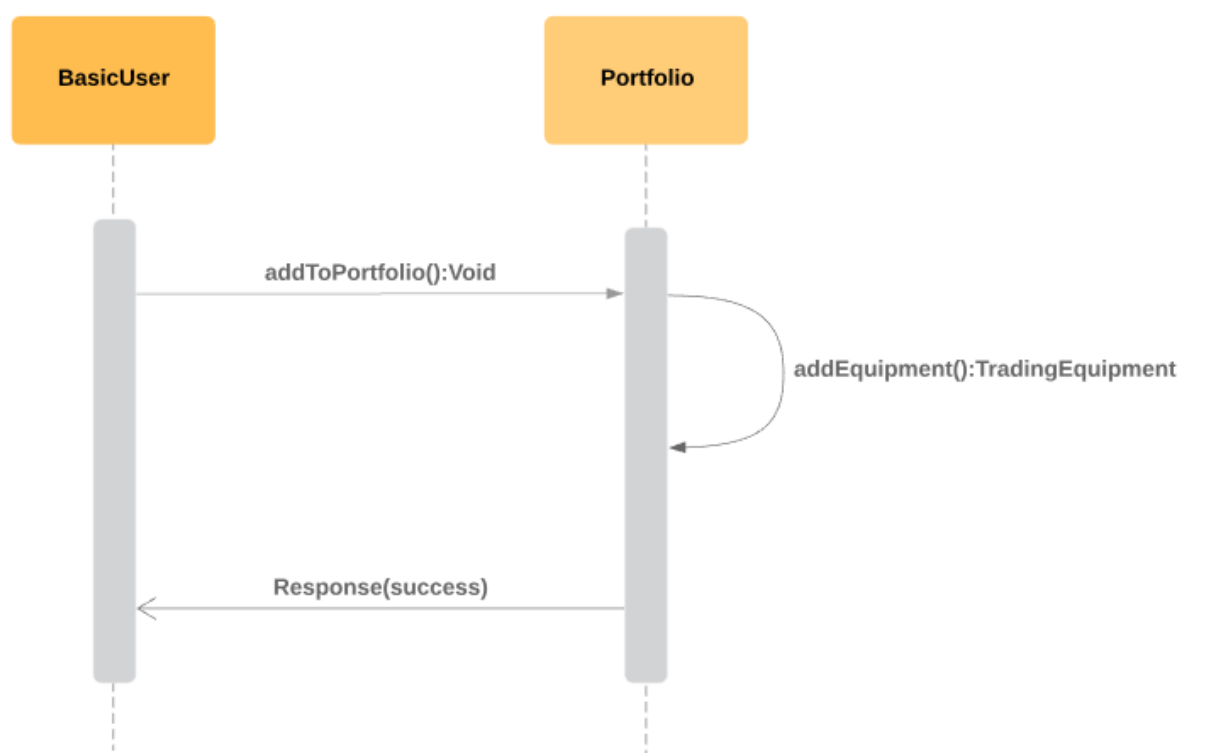 BasicUser
Portfolio
addToPortfolio():Void
addEquipment():TradingEquipment
Response(success)